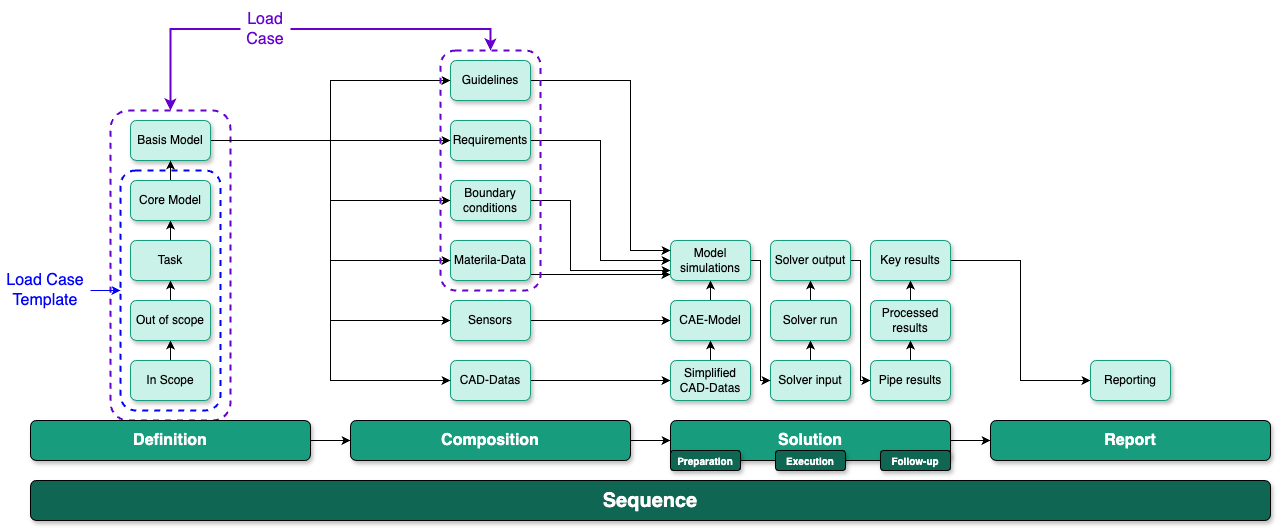 Load
Case
Guidelines
Basis Model
Requirements
Core Model
Boundary
conditions
Task
Materila-Data
Model
simulations
Solver output
Key results
Load Case
Template
Out of scope
Sensors
CAE-Model
Solver run
Processed
results
In Scope
CAD-Datas
Simplified
CAD-Datas
Solver input
Pipe results
Reporting
Definition
Composition
Solution
Report
Preparation
Execution
Follow-up
Sequence